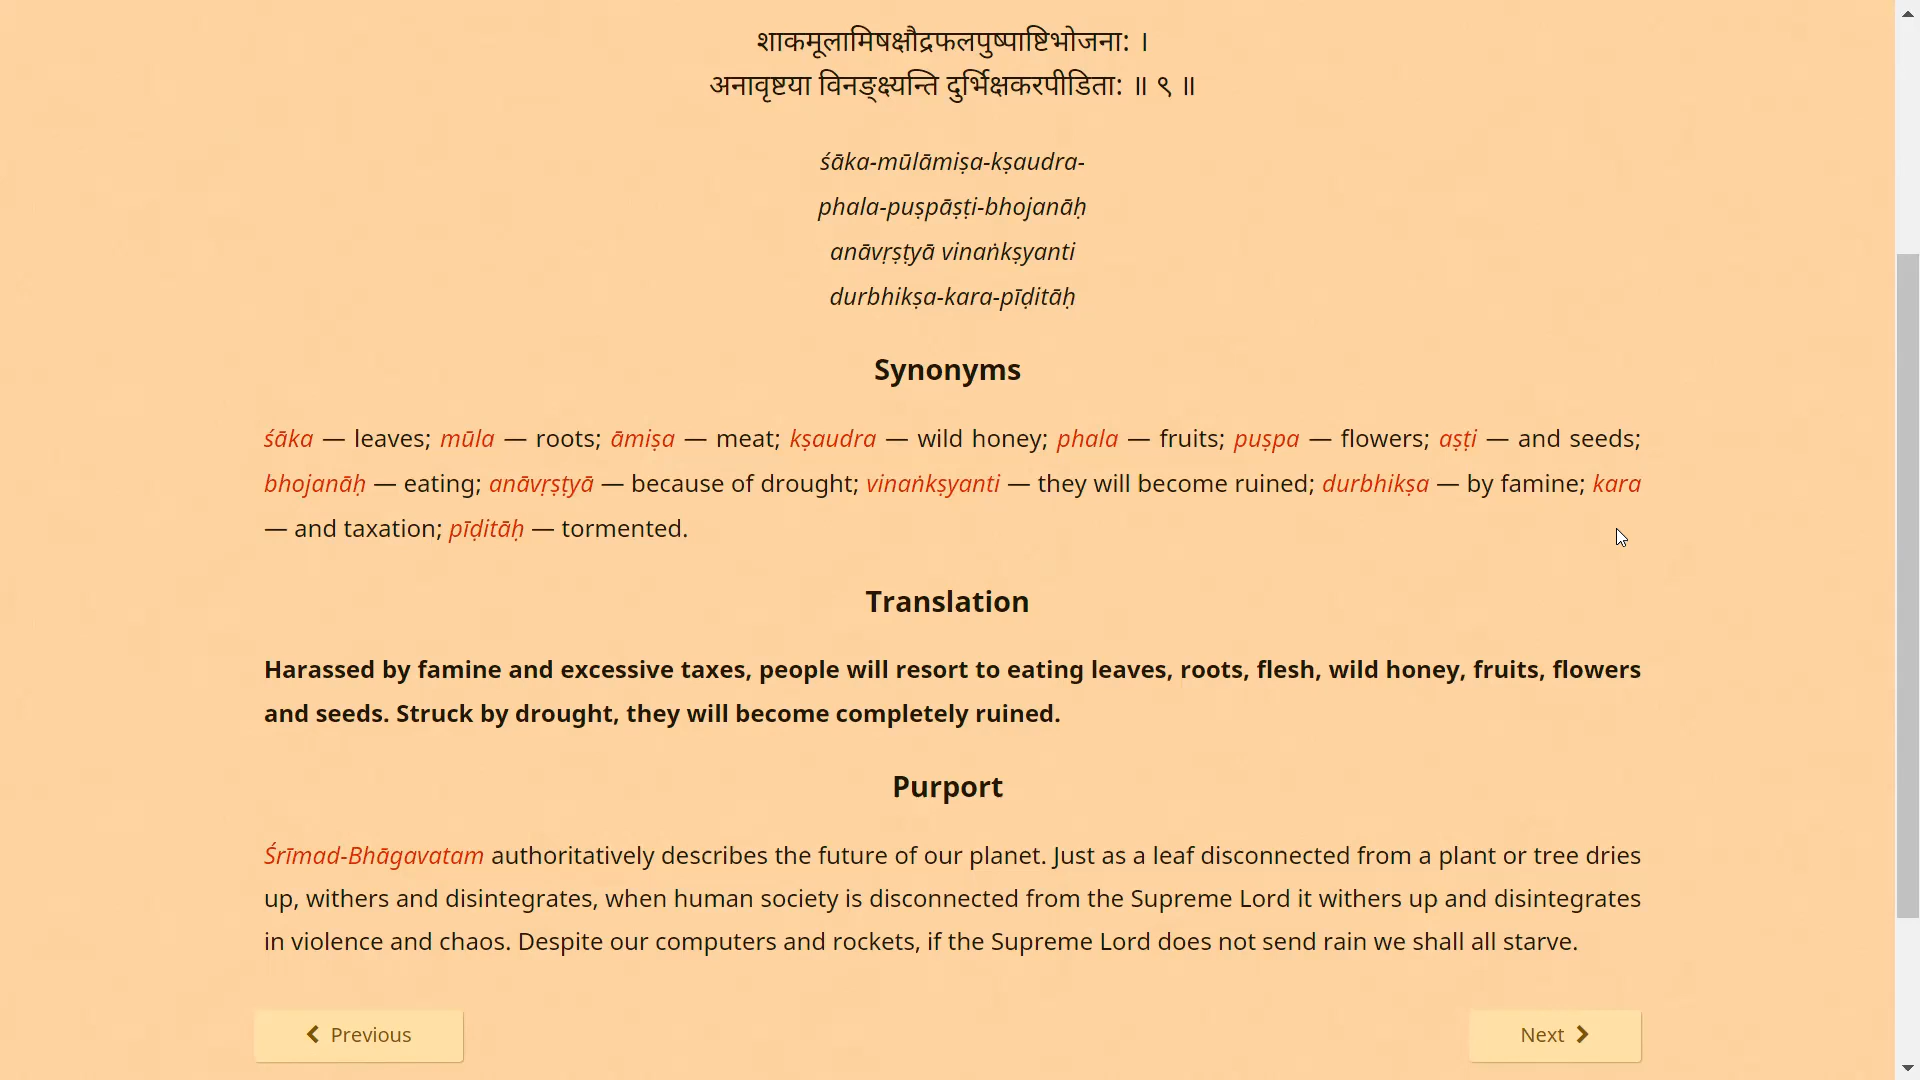 शाकमूलामिषक्षौद्रफलपुष्पाष्टिभोजना: ।
अनावृष्टया विनङ्‌क्ष्यन्ति दुर्भिक्षकरपीडिता: ॥ ९ ॥
śāka-mūlāmiṣa-kṣaudra-
phala-puṣpāṣṭi-bhojanāḥ
anāvṛṣṭyā vinaṅkṣyanti
durbhikṣa-kara-pīḍitāḥ
Synonyms
śāka — leaves; mūla — roots; āmiṣa — meat; kṣaudra — wild honey; phala — fruits; puṣpa — flowers; aṣṭi — and seeds;
bhojanāḥ — eating; anāvṛṣṭyā — because of drought; vinaṅkṣyanti — they will become ruined; durbhikṣa — by famine; kara
— and taxation; pīḍitāḥ — tormented.
Translation
Harassed by famine and excessive taxes, people will resort to eating leaves, roots, flesh, wild honey, fruits, flowers
and seeds. Struck by drought, they will become completely ruined.
Purport
Śrīmad-Bhāgavatam authoritatively describes the future of our planet. Just as a leaf disconnected from a plant or tree dries
up, withers and disintegrates, when human society is disconnected from the Supreme Lord it withers up and disintegrates
in violence and chaos. Despite our computers and rockets, if the Supreme Lord does not send rain we shall all starve.
Previous
Next